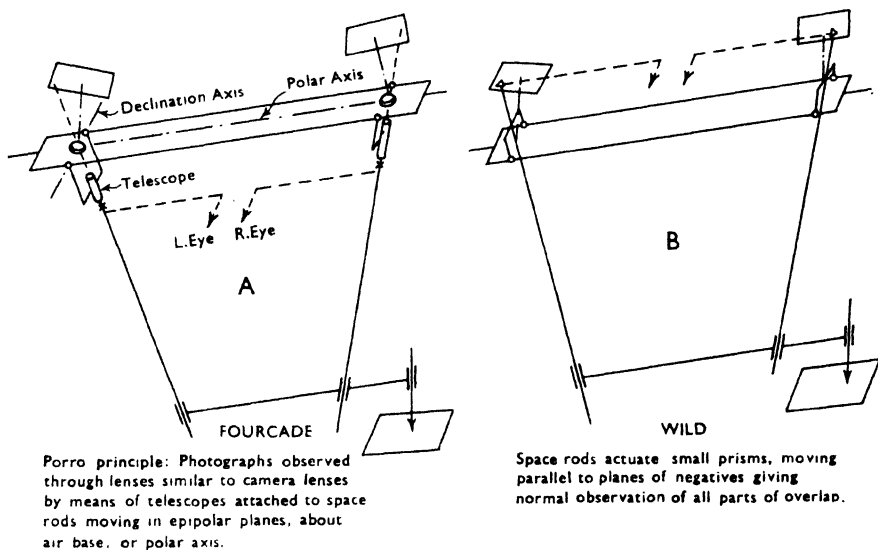 Declination Axis
Polar Axis
Telescope
L.Eye R.Eye
A
FOURCADE
Porro principle: Photographs observed
through lenses similar to camera lenses
by means of telescopes attached to space
rods moving in epipolar planes, about
air base, or polar axis.
B
WILD
Space rods actuate small prisms, moving
parallel to planes of negatives giving
normal observation of all parts of overlap.